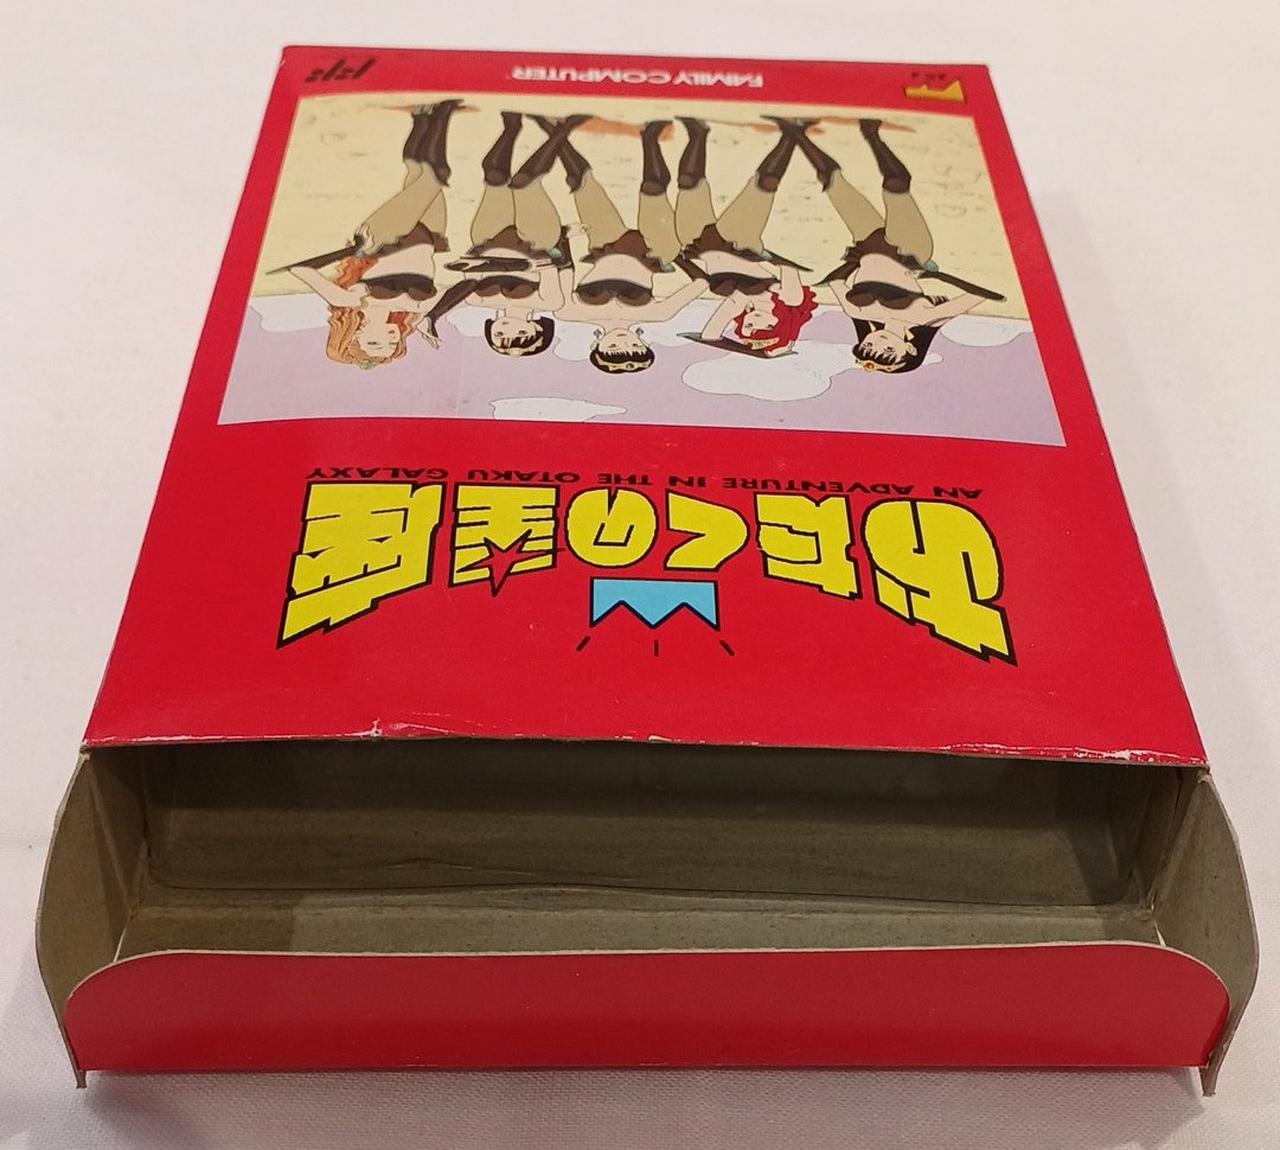 おたくの星座
AN ADVENTURE IN THE OTAKU GALAXY
FAMILY COMPUTER